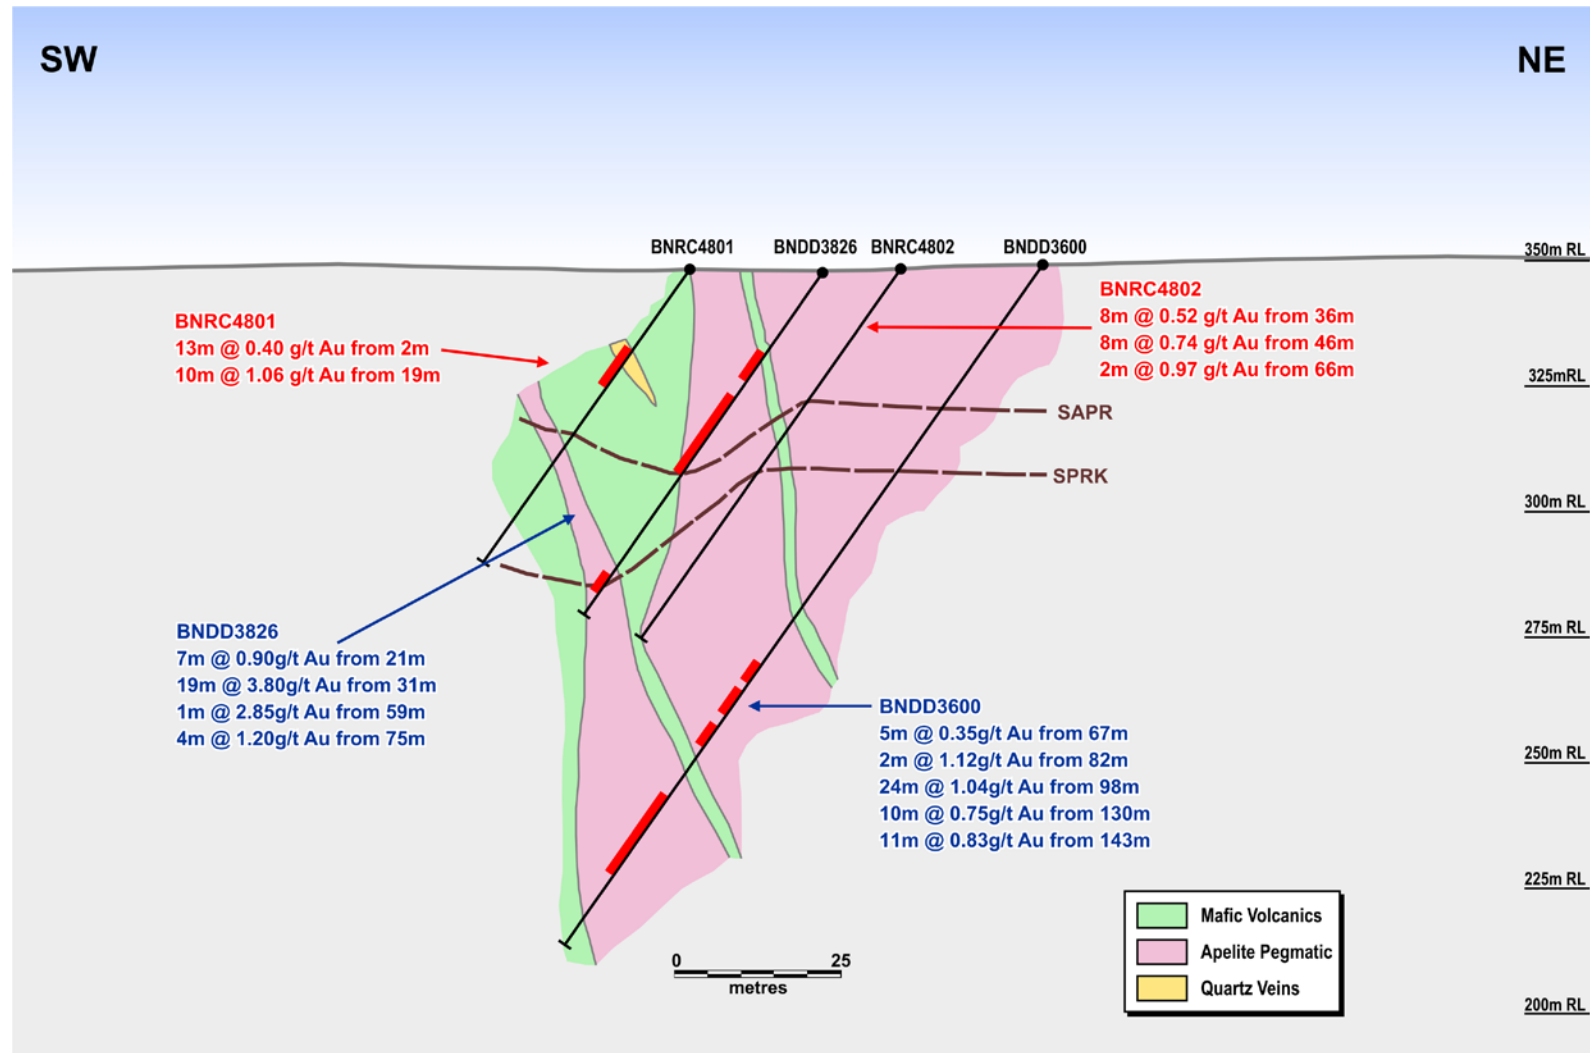 SW
NE
BNRC4801
BNDD3826
BNRC4802
BNDD3600
350m RL
BNRC4801
13m @ 0.40 g/t Au from 2m
10m @ 1.06 g/t Au from 19m
BNRC4802
8m @ 0.52 g/t Au from 36m
8m @ 0.74 g/t Au from 46m
2m @ 0.97 g/t Au from 66m
325mRL
SAPR
SPRK
300m RL
BNDD3826
7m @ 0.90g/t Au from 21m
19m @ 3.80g/t Au from 31m
1m @ 2.85g/t Au from 59m
4m @ 1.20g/t Au from 75m
275m RL
BNDD3600
5m @ 0.35g/t Au from 67m
2m @ 1.12g/t Au from 82m
24m @ 1.04g/t Au from 98m
10m @ 0.75g/t Au from 130m
11m @ 0.83g/t Au from 143m
250m RL
225m RL
Mafic Volcanics
Apelite Pegmatic
Quartz Veins
0 25
metres
200m RL